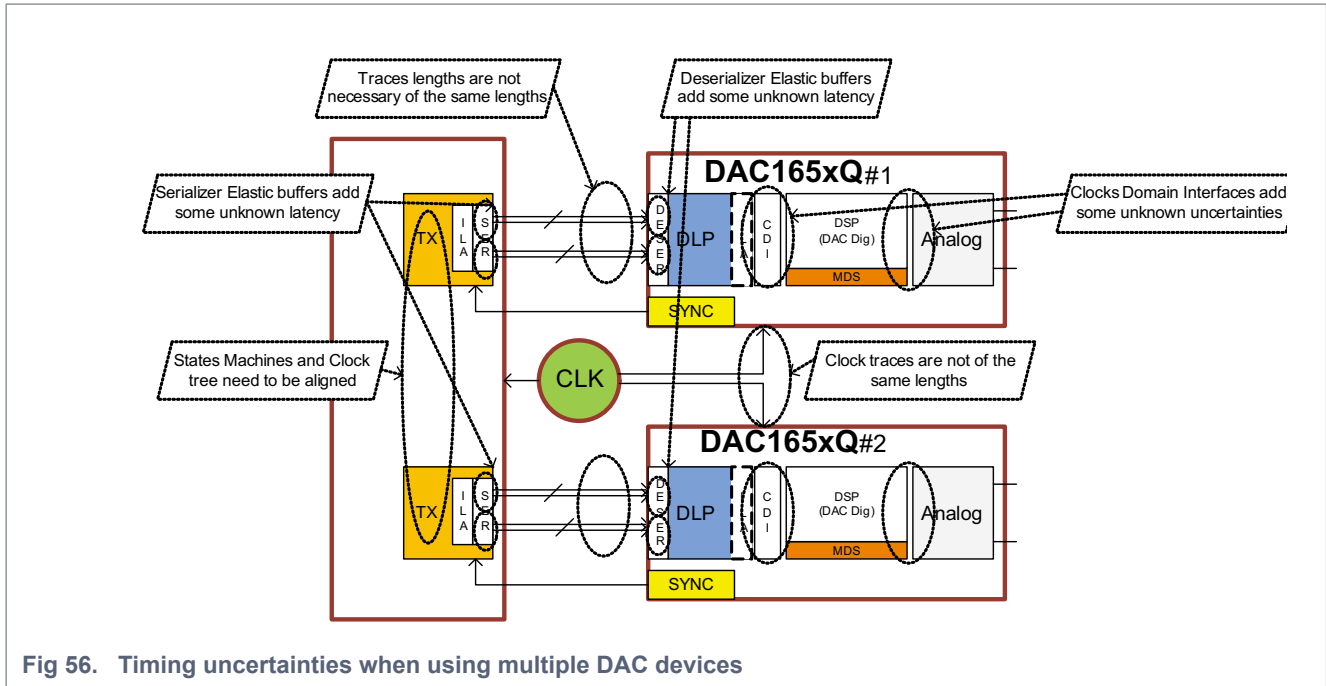 Traces lengths are not
necessary of the same lengths
Deserializer Elastic buffers
add some unknown latency
Serializer Elastic buffers add
some unknown latency
Clocks Domain Interfaces add
some unknown uncertainties
States Machines and Clock
tree need to be aligned
Clock traces are not of the
same lengths
CLK
TX
I
L
A
S
E
R
DAC165xQ#1
D
E
S
E
R
DLP
I
L
A
C
D
I
DSP
(DAC Dig)
MDS
Analog
SYNC
TX
I
L
A
S
E
R
DAC165xQ#2
D
E
S
E
R
DLP
I
L
A
C
D
I
DSP
(DAC Dig)
MDS
Analog
SYNC
Fig 56. Timing uncertainties when using multiple DAC devices